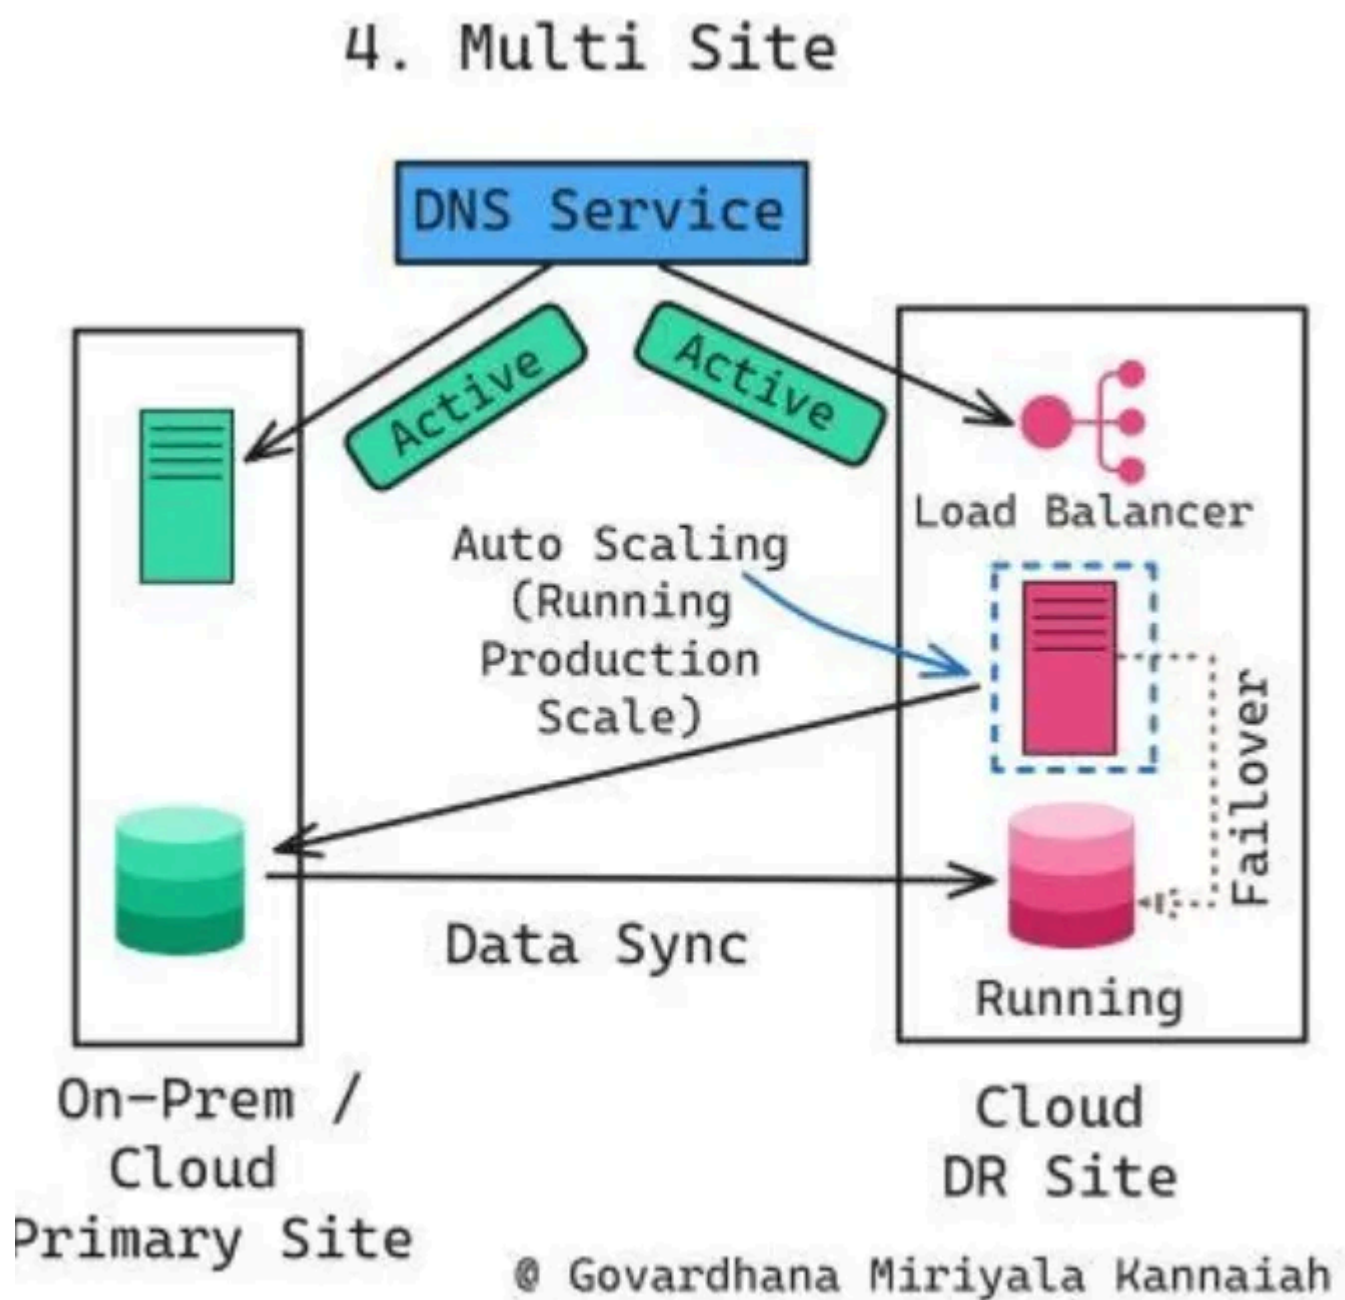 4. Multi Site
DNS Service
Active
Active
Load Balancer
Auto Scaling
(Running
Production
Scale)
Failover
Data Sync
Running
On-Prem /
Cloud
Primary Site
Cloud
DR Site
@ Govardhana Miriyala Kannaiah